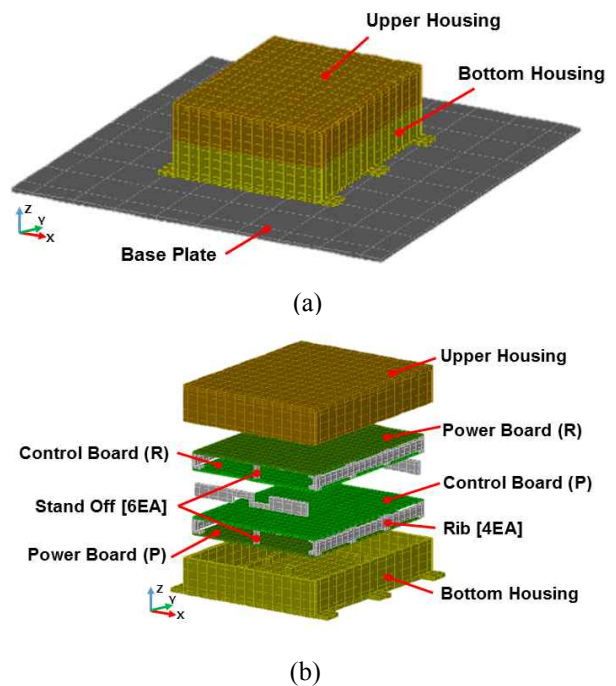 Upper Housing
Bottom Housing
Z
Y
X
Base Plate
(a)
Upper Housing
Power Board (R)
Control Board (R)
Control Board (P)
Stand Off [6EA]
Rib [4EA]
Power Board (P)
Bottom Housing
Z
Y
X
(b)